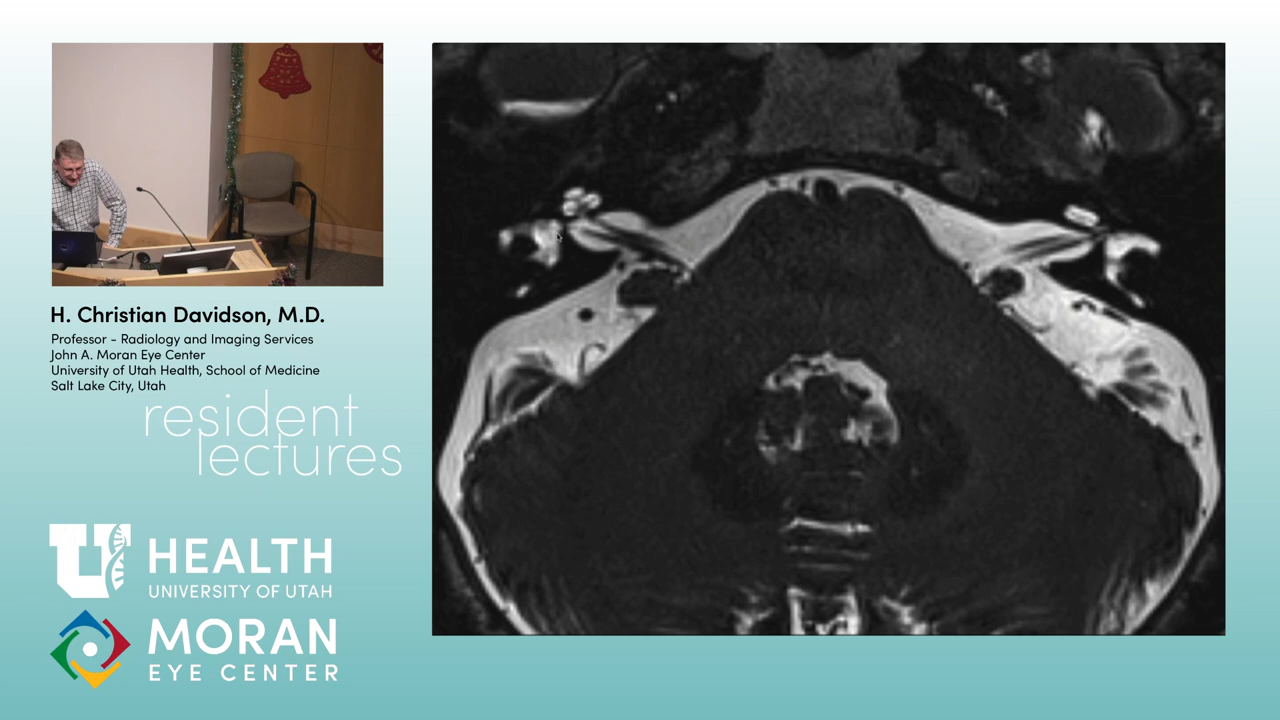 H. Christian Davidson, M.D.
Professor - Radiology and Imaging Services
John A. Moran Eye Center
University of Utah Health, School of Medicine
Salt Lake City, Utah
resident
lectures
U HEALTH
UNIVERSITY OF UTAH
MORAN
EYE CENTER